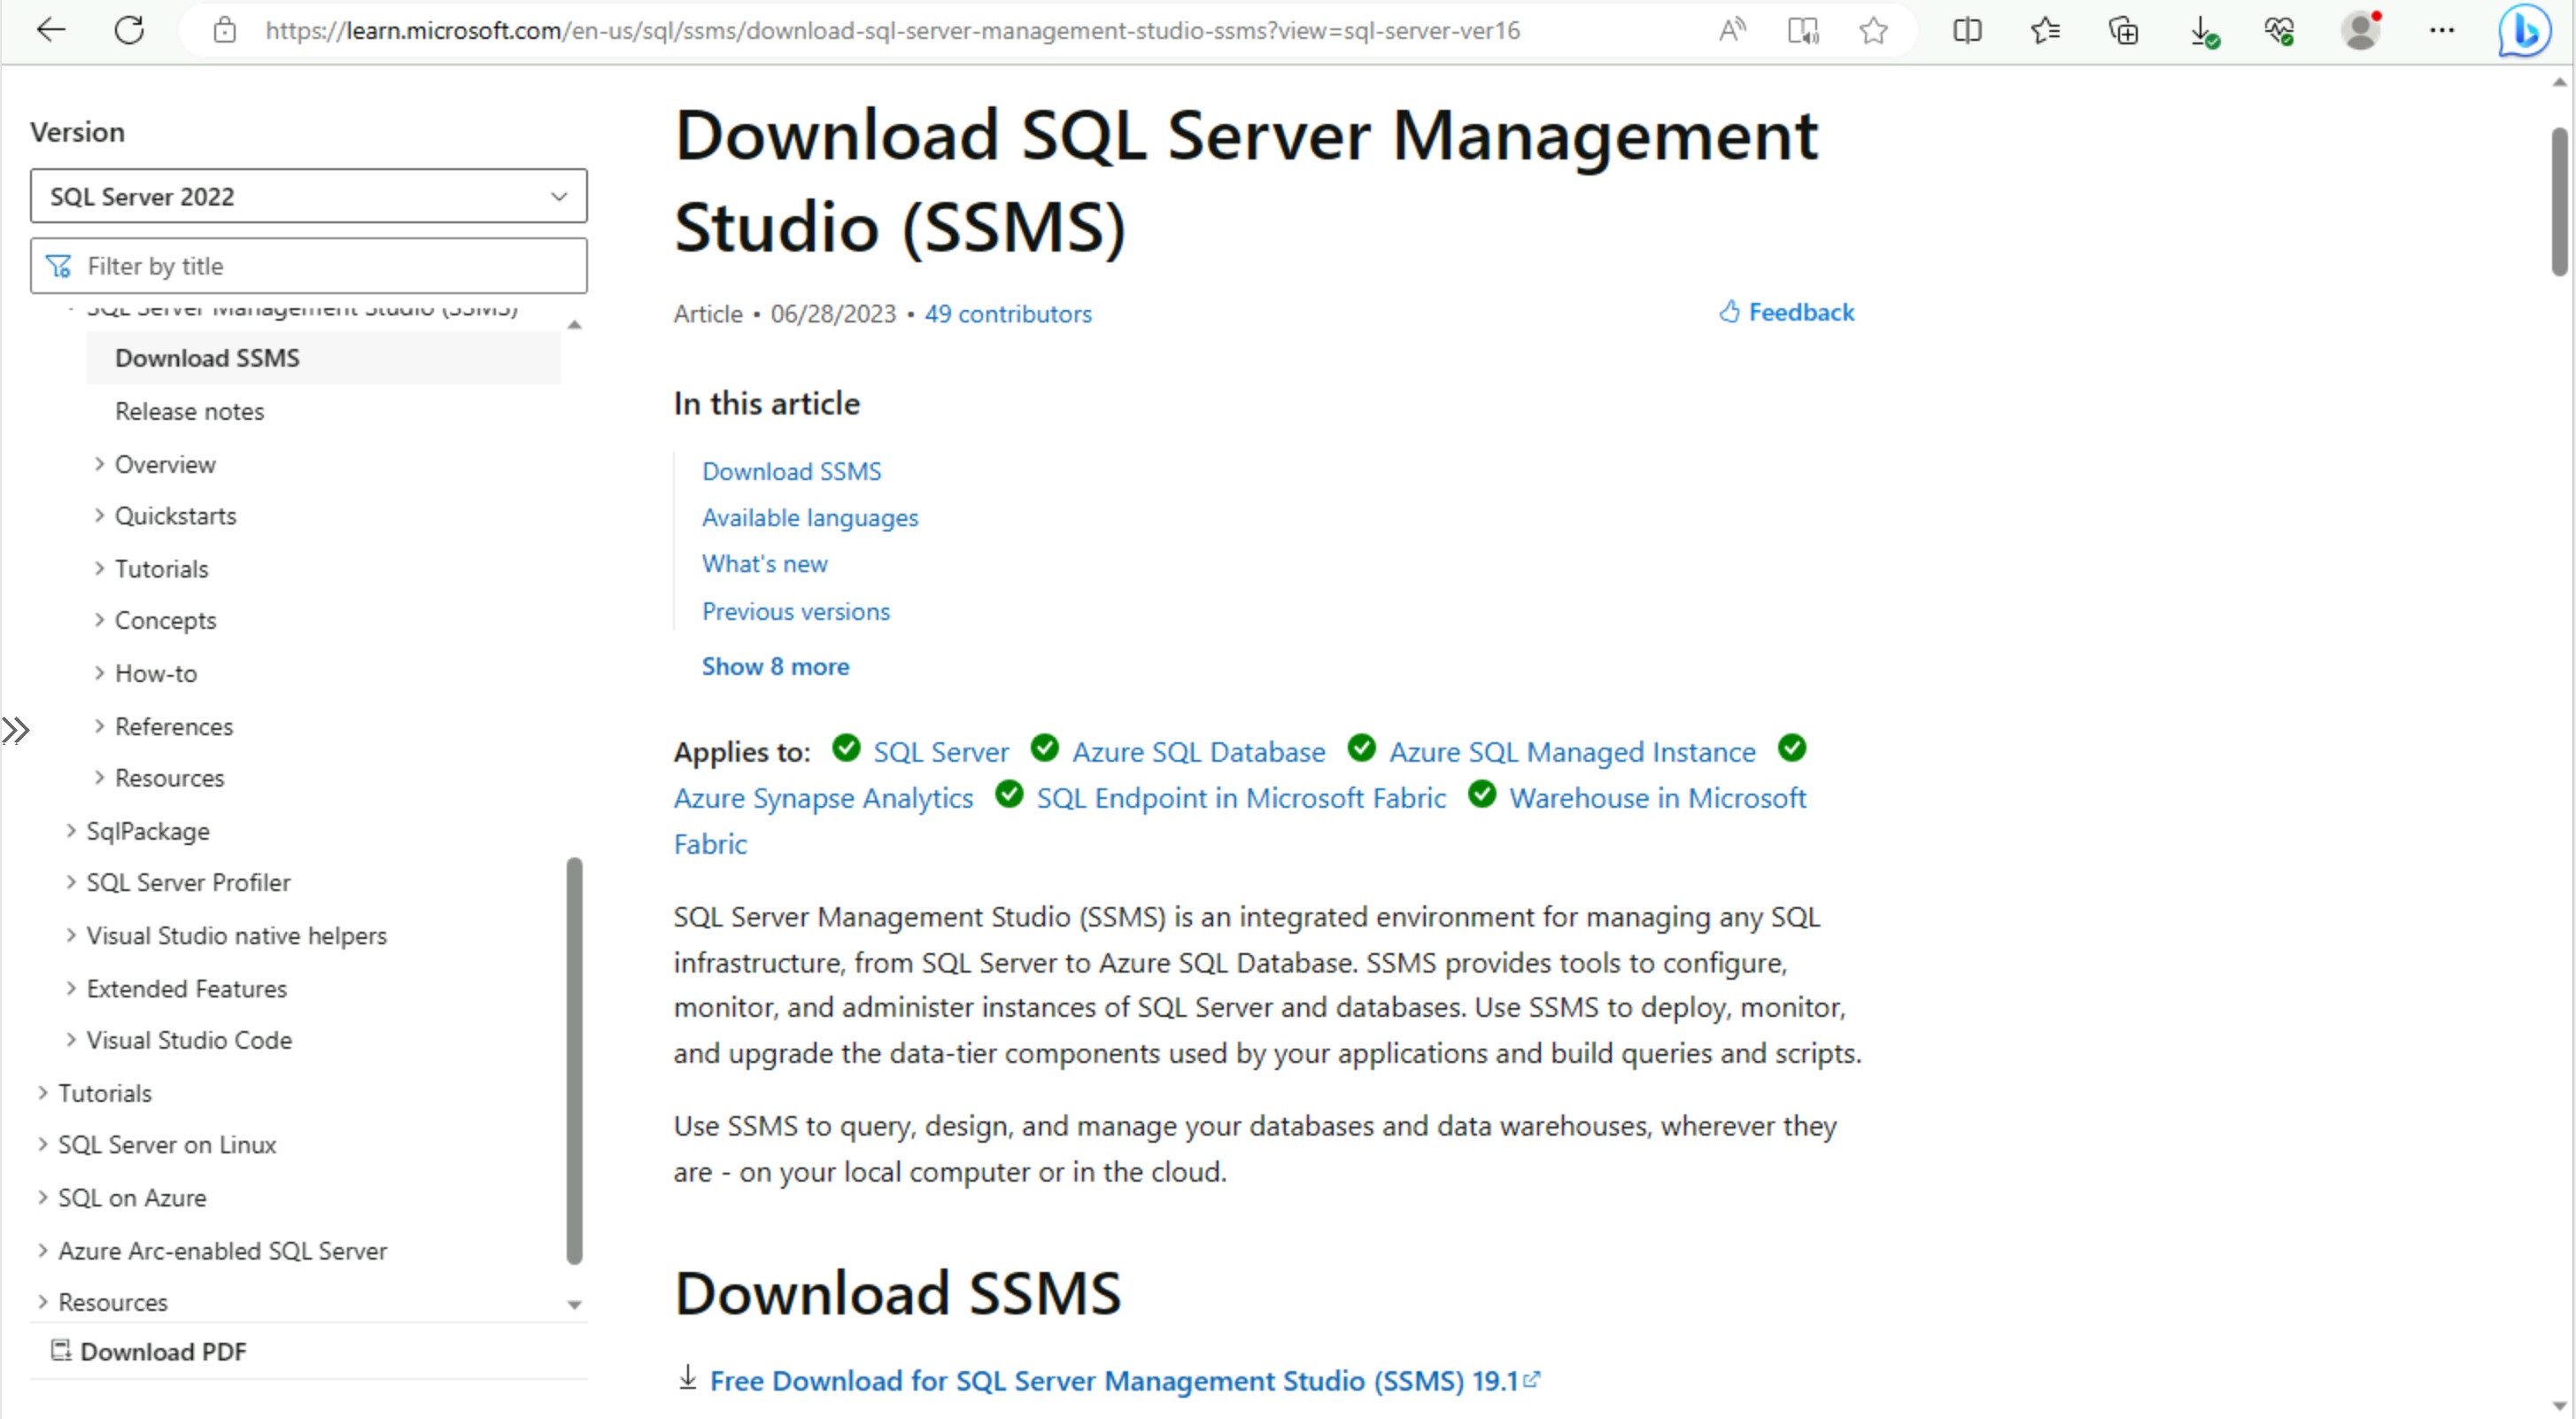 https://learn.microsoft.com/en-us/sql/ssms/download-sql-server-management-studio-ssms?view=sql-server-ver16
Version
SQL Server 2022
Filter by title
SQL Server Management Studio (SSMS)
Download SSMS
Release notes
Overview
Quickstarts
Tutorials
Concepts
How-to
References
Resources
SqlPackage
SQL Server Profiler
Visual Studio native helpers
Extended Features
Visual Studio Code
Tutorials
SQL Server on Linux
SQL on Azure
Azure Arc-enabled SQL Server
Resources
Download PDF
Download SQL Server Management
Studio (SSMS)
Article • 06/28/2023 • 49 contributors
Feedback
In this article
Download SSMS
Available languages
What's new
Previous versions
Show 8 more
Applies to: SQL Server Azure SQL Database Azure SQL Managed Instance
Azure Synapse Analytics SQL Endpoint in Microsoft Fabric Warehouse in Microsoft
Fabric
SQL Server Management Studio (SSMS) is an integrated environment for managing any SQL
infrastructure, from SQL Server to Azure SQL Database. SSMS provides tools to configure,
monitor, and administer instances of SQL Server and databases. Use SSMS to deploy, monitor,
and upgrade the data-tier components used by your applications and build queries and scripts.
Use SSMS to query, design, and manage your databases and data warehouses, wherever they
are - on your local computer or in the cloud.
Download SSMS
Free Download for SQL Server Management Studio (SSMS) 19.1